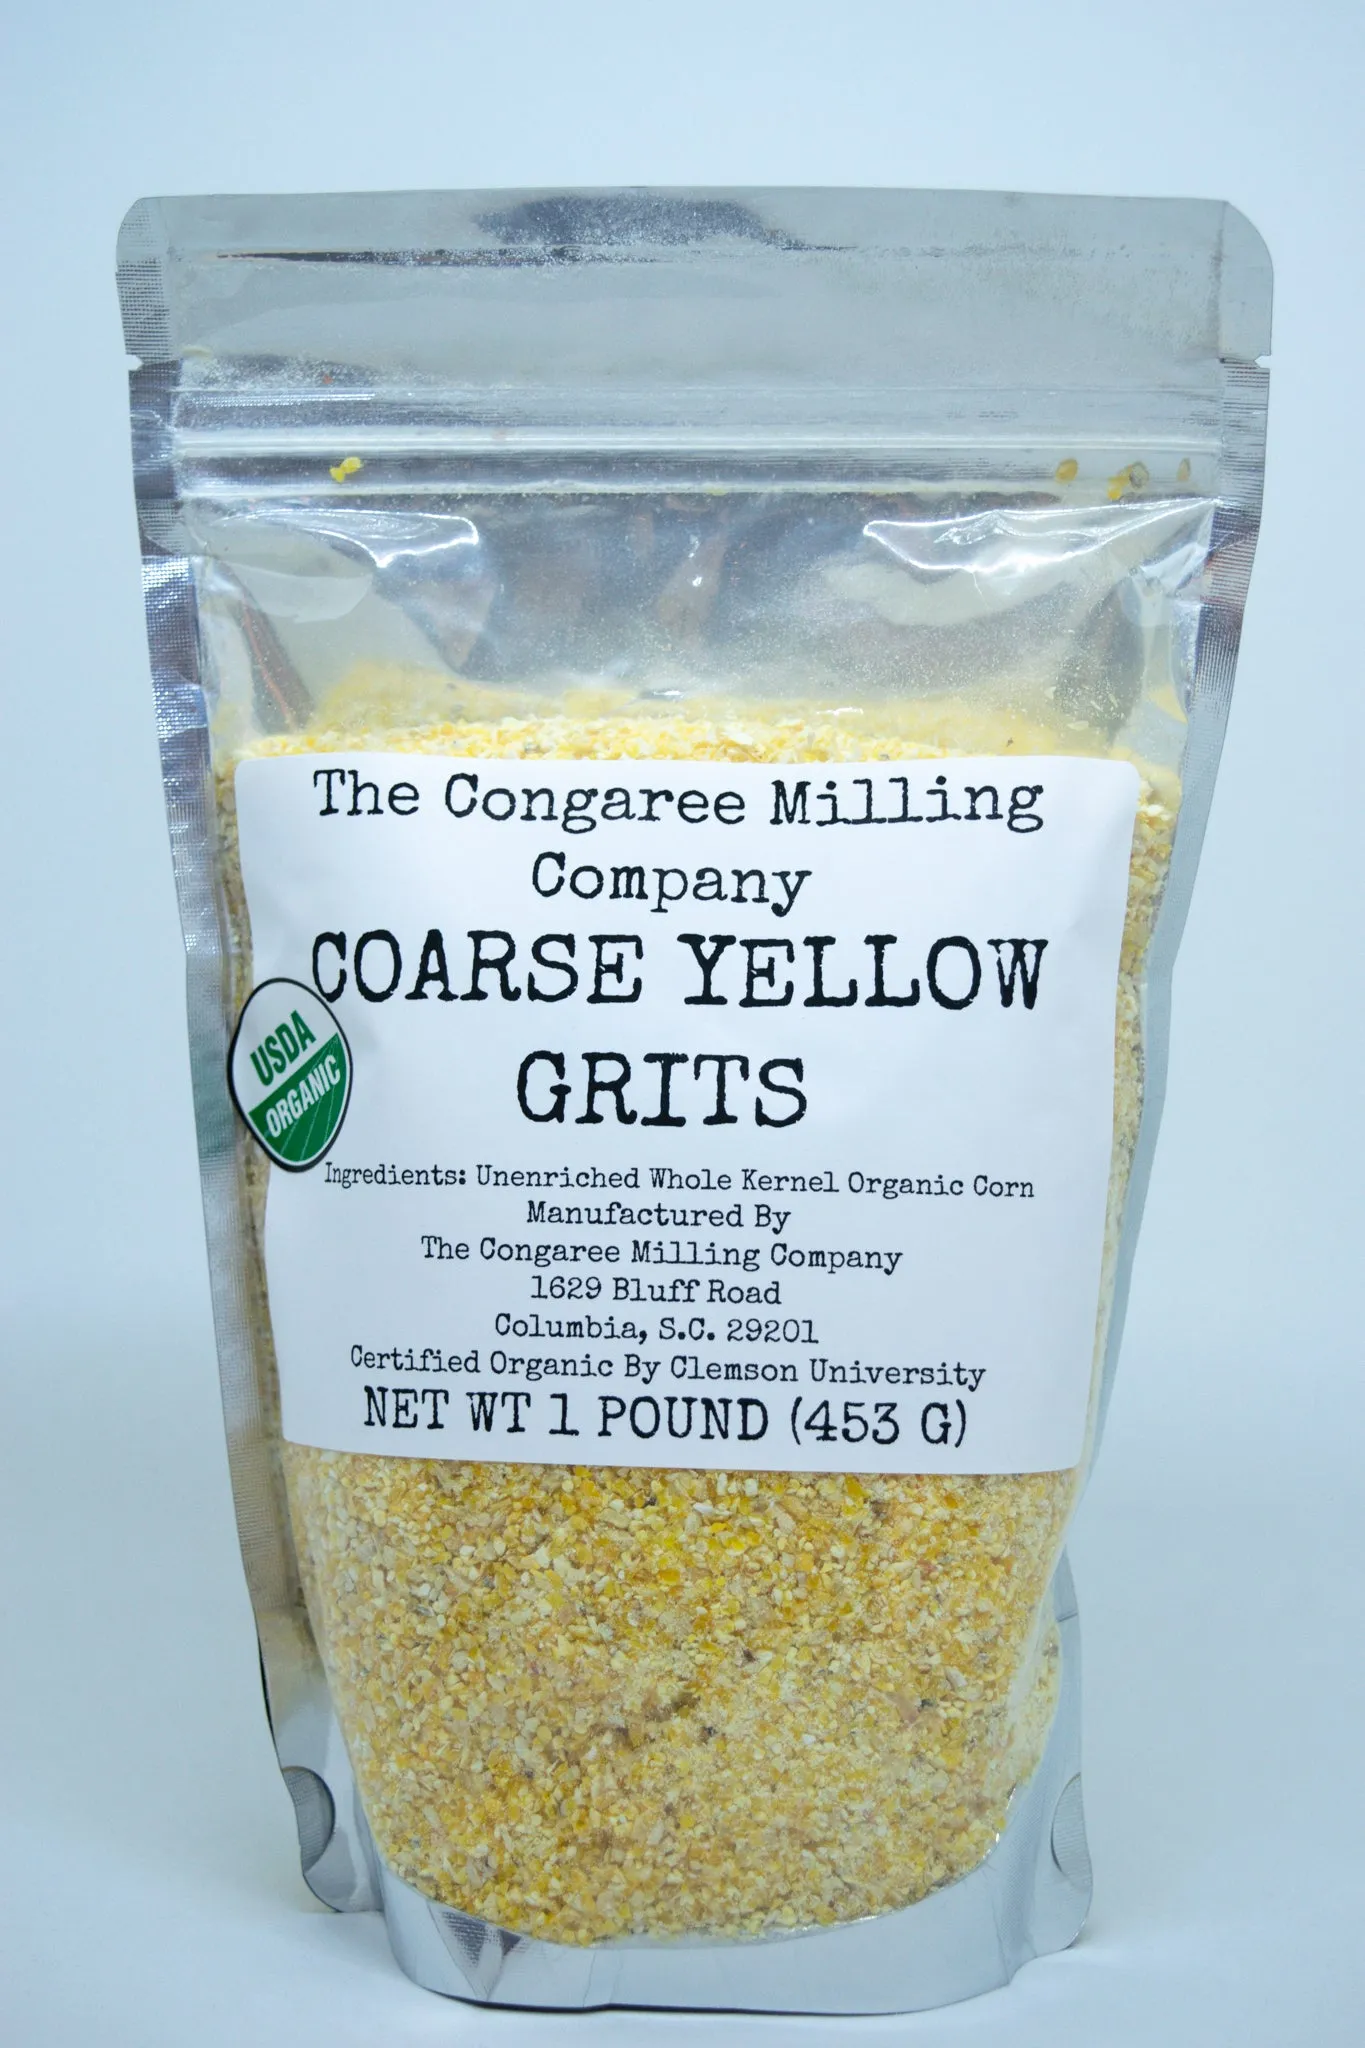 The Congaree Milling
Company
COARSE YELLOW
GRITS
USDA
ORGANIC
Ingredients: Unenriched Whole Kernel Organic Corn
Manufactured By
The Congaree Milling Company
1629 Bluff Road
Columbia, S.C. 29201
Certified Organic By Clemson University
NET WT 1 POUND (453 G)